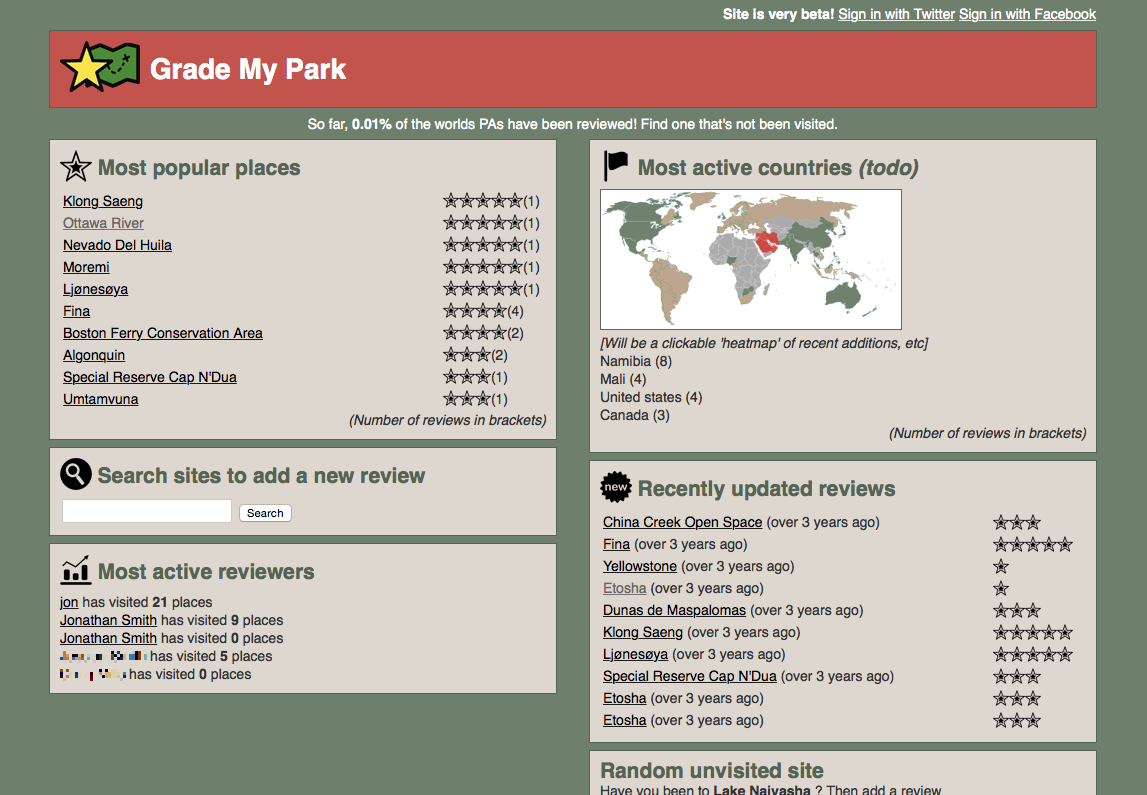 Site is very beta! Sign in with Twitter Sign in with Facebook
Grade My Park
So far, 0.01% of the worlds PAs have been reviewed! Find one that's not been visited.
Most popular places
Klong Saeng (1)
Ottawa River (1)
Nevado Del Huila (1)
Moremi (1)
Ljønesøya (1)
Fina (4)
Boston Ferry Conservation Area (2)
Algonquin (2)
Special Reserve Cap N'Dua (1)
Umtamvuna (1)
(Number of reviews in brackets)
Search sites to add a new review
Search
Most active reviewers
jon has visited 21 places
Jonathan Smith has visited 9 places
Jonathan Smith has visited 0 places
has visited 5 places
has visited 0 places
Most active countries (todo)
[Will be a clickable 'heatmap' of recent additions, etc]
Namibia (8)
Mali (4)
United states (4)
Canada (3)
(Number of reviews in brackets)
new
Recently updated reviews
China Creek Open Space (over 3 years ago)
Fina (over 3 years ago)
Yellowstone (over 3 years ago)
Etosha (over 3 years ago)
Dunas de Maspalomas (over 3 years ago)
Klong Saeng (over 3 years ago)
Ljønesøya (over 3 years ago)
Special Reserve Cap N'Dua (over 3 years ago)
Etosha (over 3 years ago)
Etosha (over 3 years ago)
Random unvisited site
Have you been to Lake Naivasha ? Then add a review